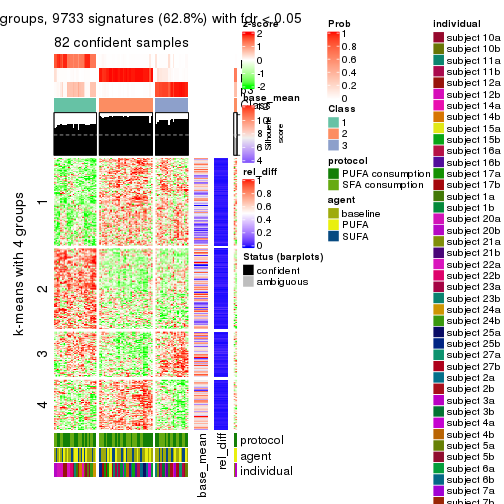 groups, 9733 signatures (62.8%) with fdr < 0.05
82 confident samples
k-means with 4 groups
1
2
3
4
base_mean
rel_diff
protocol
agent
individual
Silhouette
score
z-score
2
1
0
-1
-2
base_mean
8
6
4
rel_diff
1
0.8
0.6
0.4
0.2
0
Status (barplots)
confident
ambiguous
Prob
1
0.8
0.6
0.4
0.2
0
Class
1
2
3
protocol
PUFA consumption
SFA consumption
agent
baseline
PUFA
SUFA
individual
subject 10a
subject 10b
subject 11a
subject 11b
subject 12a
subject 12b
subject 14a
subject 14b
subject 15a
subject 15b
subject 16a
subject 16b
subject 17a
subject 17b
subject 1a
subject 1b
subject 20a
subject 20b
subject 21a
subject 21b
subject 22a
subject 22b
subject 23a
subject 23b
subject 24a
subject 24b
subject 25a
subject 25b
subject 27a
subject 27b
subject 2a
subject 2b
subject 3a
subject 3b
subject 4a
subject 4b
subject 5a
subject 5b
subject 6a
subject 6b
subject 7a
subject 7b